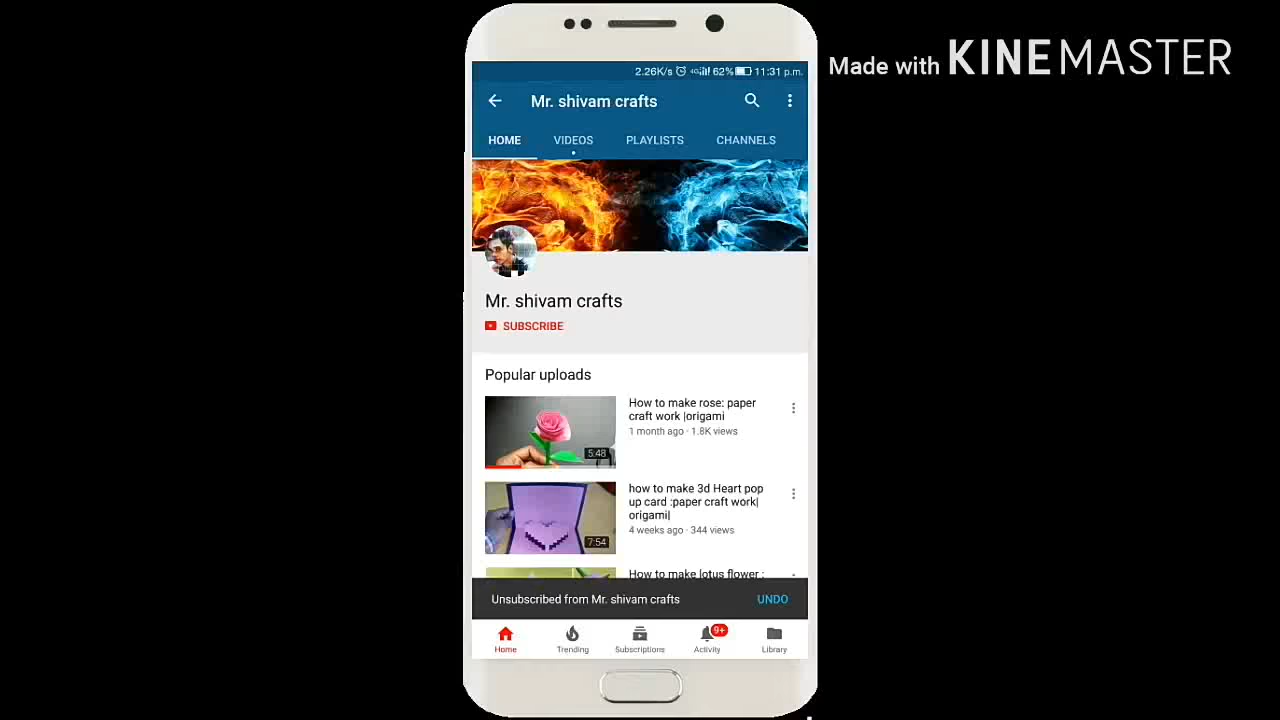 Made with KINEMASTER
2.26K/s 4G 62% 11:31 p.m.
Mr. shivam crafts
HOME VIDEOS PLAYLISTS CHANNELS
Mr. shivam crafts
SUBSCRIBE
Popular uploads
How to make rose: paper
craft work |origami
1 month ago · 1.8K views
5:48
how to make 3d Heart pop
up card :paper craft work|
origami|
4 weeks ago · 344 views
7:54
How to make lotus flower :
Unsubscribed from Mr. shivam crafts UNDO
9+
Home Trending Subscriptions Activity Library